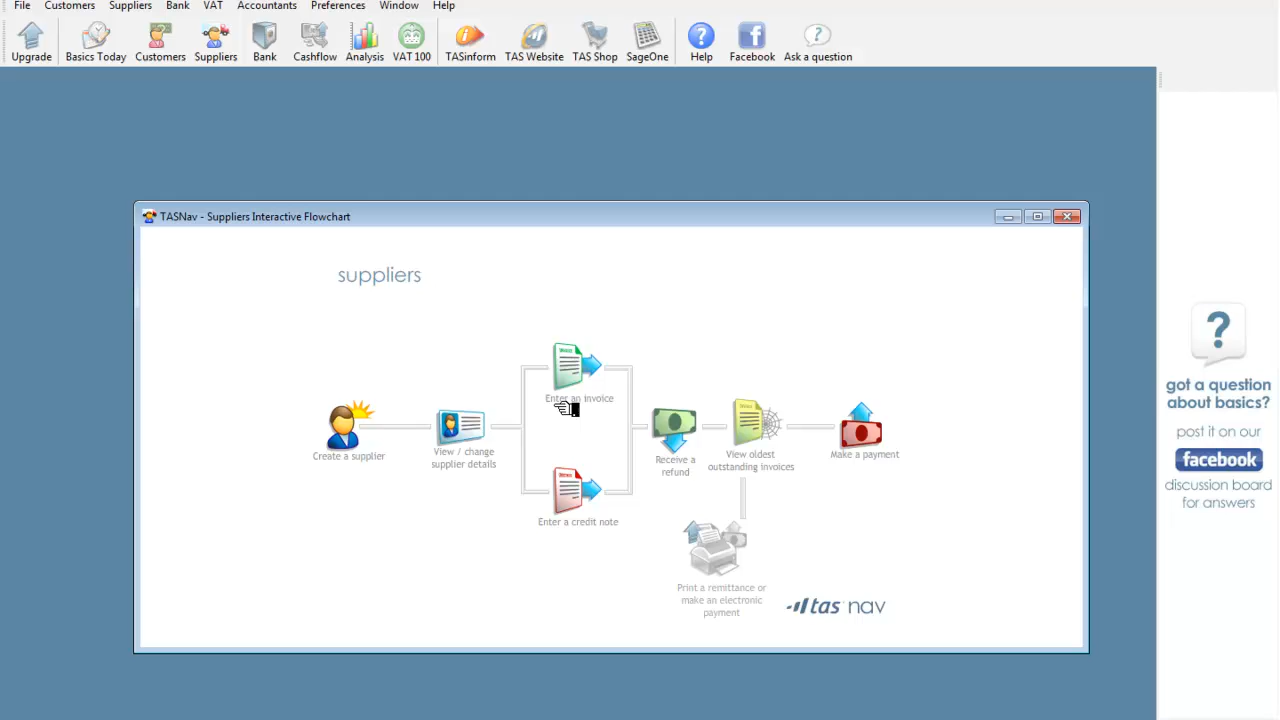 File Customers Suppliers Bank VAT Accountants Preferences Window Help
Upgrade Basics Today Customers Suppliers Bank Cashflow Analysis VAT 100 TASinform TAS Website TAS Shop SageOne Help Facebook Ask a question
TASNav - Suppliers Interactive Flowchart
suppliers
Enter an invoice
Create a supplier
View / change
supplier details
Enter a credit note
Receive a
refund
View oldest
outstanding invoices
Make a payment
Print a remittance or
make an electronic
payment
tas nav
?
got a question
about basics?
post it on our
facebook
discussion board
for answers